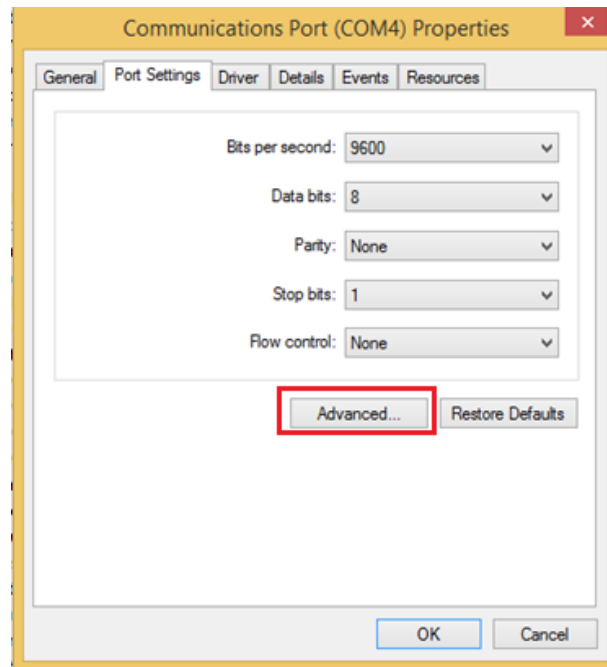 Communications Port (COM4) Properties
General Port Settings Driver Details Events Resources
Bits per second: 9600
Data bits: 8
Parity: None
Stop bits: 1
Flow control: None
Advanced... Restore Defaults
OK Cancel